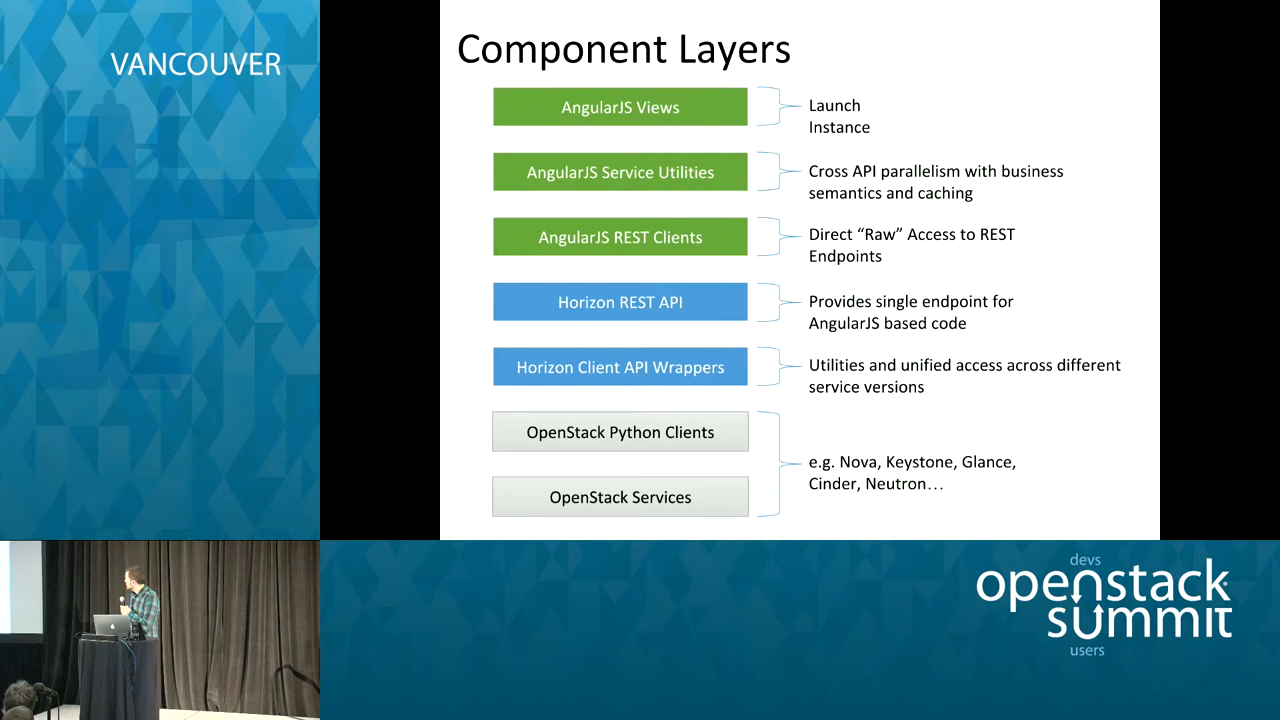 VANCOUVER
Component Layers
AngularJS Views
Launch
Instance
AngularJS Service Utilities
Cross API parallelism with business
semantics and caching
AngularJS REST Clients
Direct “Raw” Access to REST
Endpoints
Horizon REST API
Provides single endpoint for
AngularJS based code
Horizon Client API Wrappers
Utilities and unified access across different
service versions
OpenStack Python Clients
e.g. Nova, Keystone, Glance,
Cinder, Neutron…
OpenStack Services
devs
openstack
summit
users